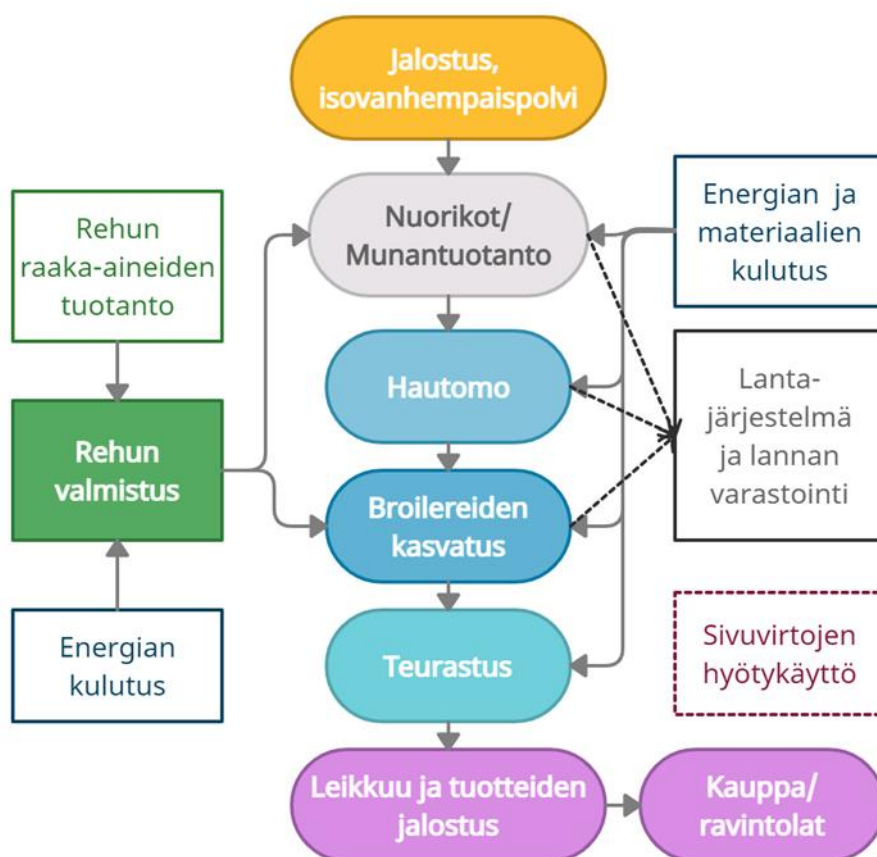 Jalostus,
isovanhempaispolvi
Rehun
raaka-aineiden
tuotanto
Nuorikot/
Munantuotanto
Energian ja
materiaalien
kulutus
Hautomo
Lanta-
järjestelmä
ja lannan
varastointi
Rehun
valmistus
Broilereiden
kasvatus
Energian
kulutus
Teurastus
Sivuvirtojen
hyötykäyttö
Leikkuu ja tuotteiden
jalostus
Kauppa/
ravintolat